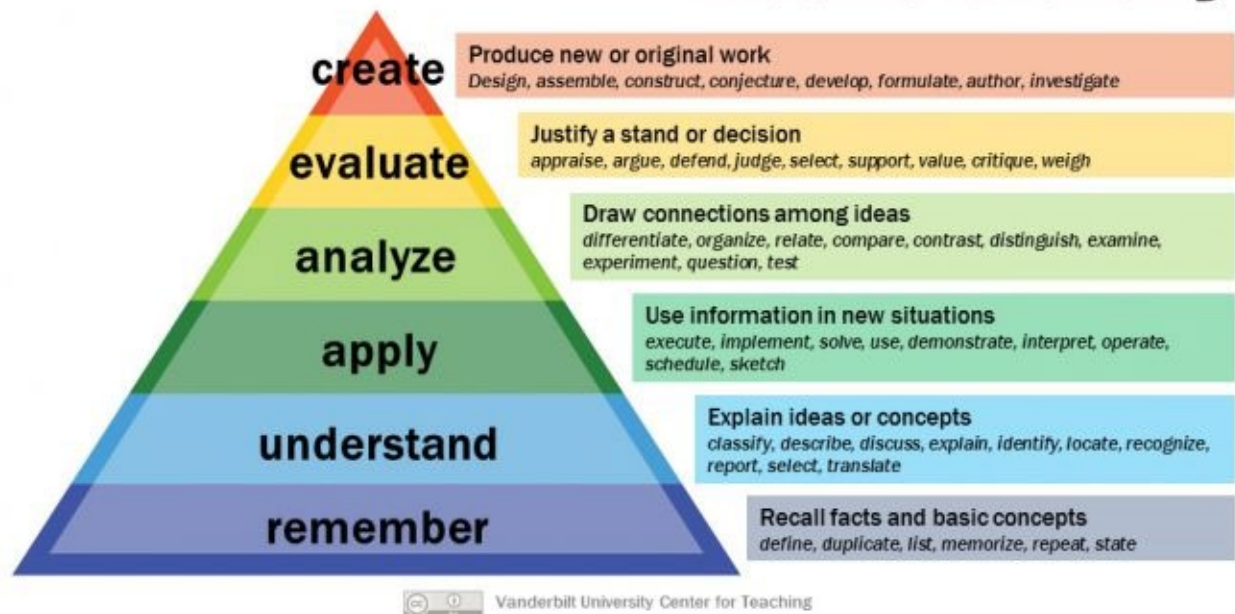 create
Produce new or original work
Design, assemble, construct, conjecture, develop, formulate, author, investigate
evaluate
Justify a stand or decision
appraise, argue, defend, judge, select, support, value, critique, weigh
analyze
Draw connections among ideas
differentiate, organize, relate, compare, contrast, distinguish, examine,
experiment, question, test
apply
Use information in new situations
execute, implement, solve, use, demonstrate, interpret, operate,
schedule, sketch
understand
Explain ideas or concepts
classify, describe, discuss, explain, identify, locate, recognize,
report, select, translate
remember
Recall facts and basic concepts
define, duplicate, list, memorize, repeat, state
cc
Vanderbilt University Center for Teaching